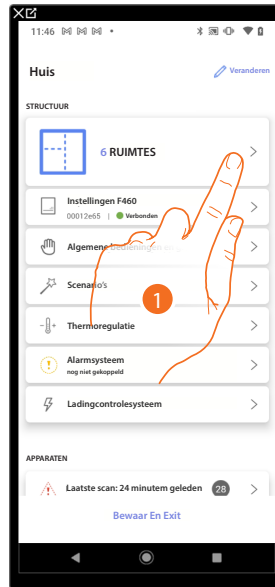 11:46
Huis
Veranderen
STRUCTUUR
6 RUIMTES
Instellingen F460
00012e65 | Verbonden
Algemene bedieningen
Scenario's
1
Thermoregulatie
Alarmsysteem
nog niet gekoppeld
Ladingcontrolesysteem
APPARATEN
Laatste scan: 24 minutem geleden
28
Bewaar En Exit